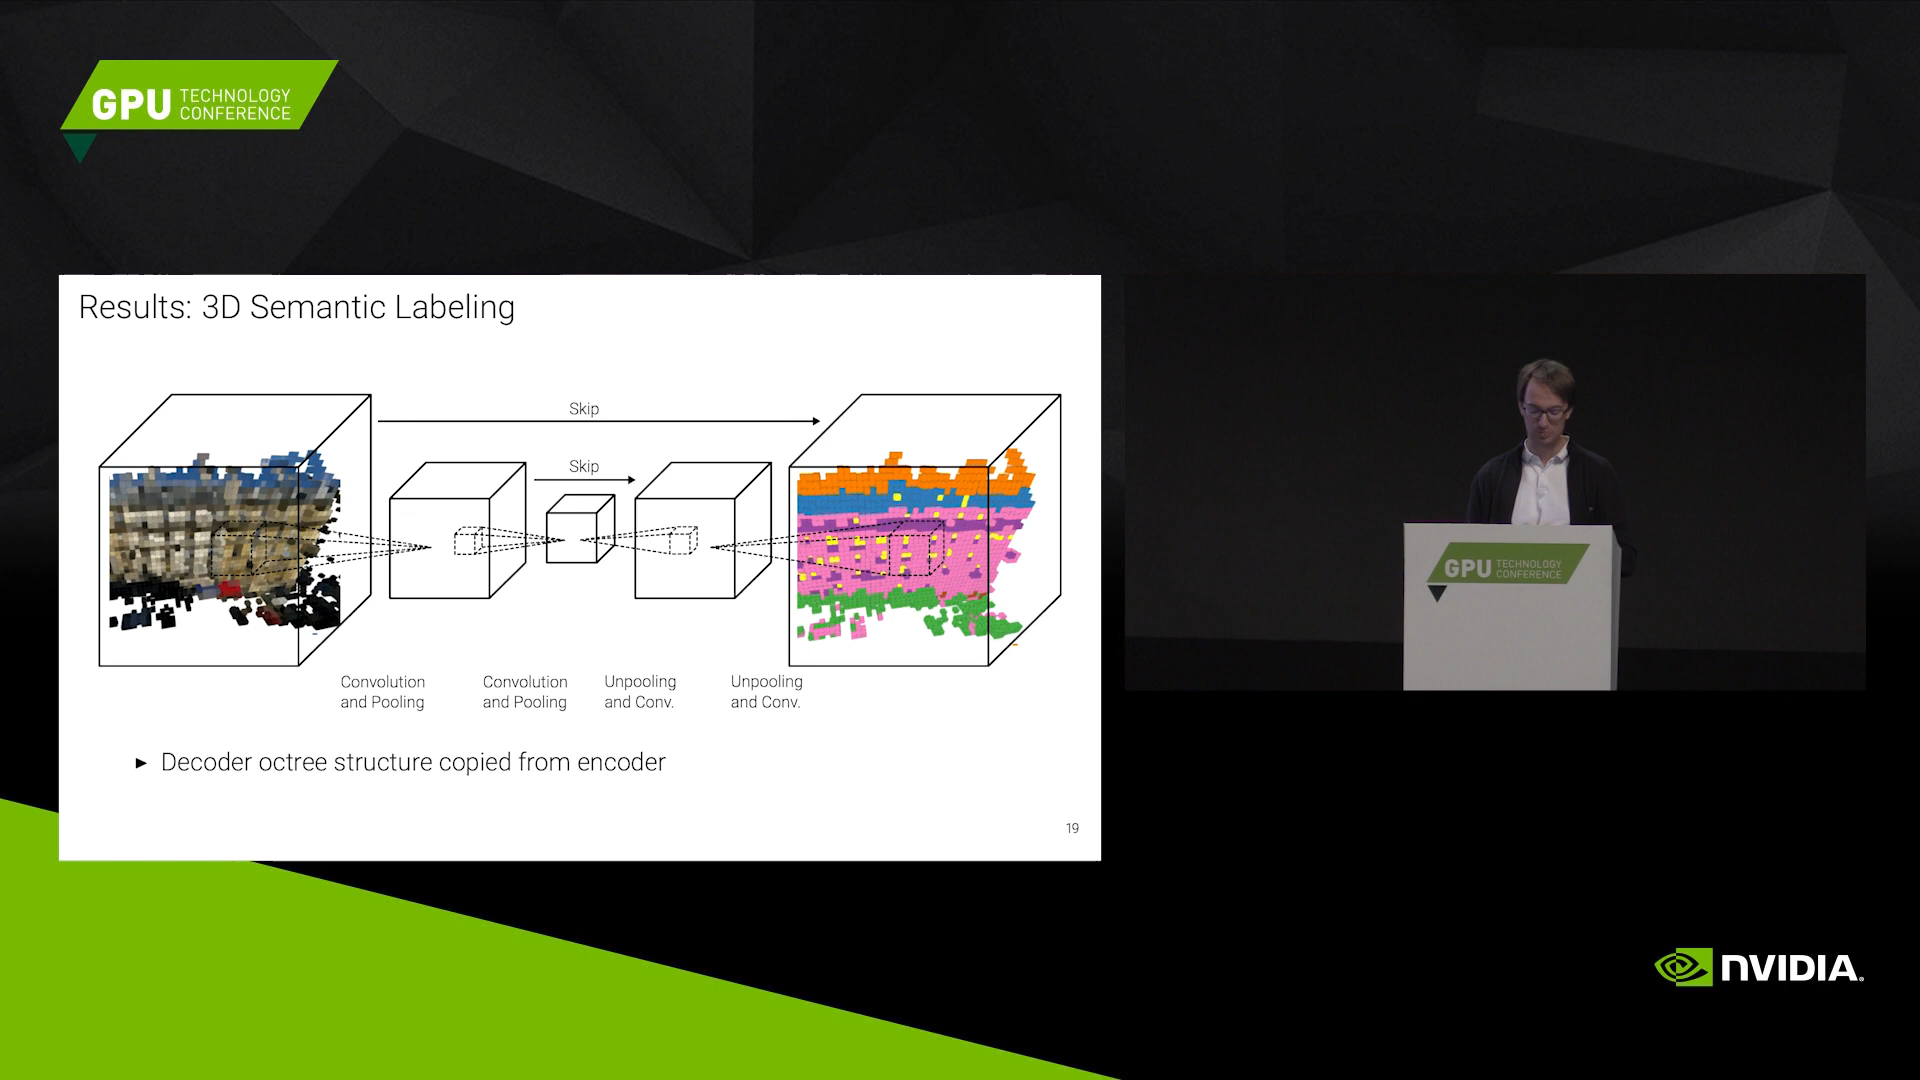 GPU TECHNOLOGY
CONFERENCE
Results: 3D Semantic Labeling
Skip
Skip
Convolution
and Pooling
Convolution
and Pooling
Unpooling
and Conv.
Unpooling
and Conv.
► Decoder octree structure copied from encoder
19
GPU TECHNOLOGY
CONFERENCE
NVIDIA.